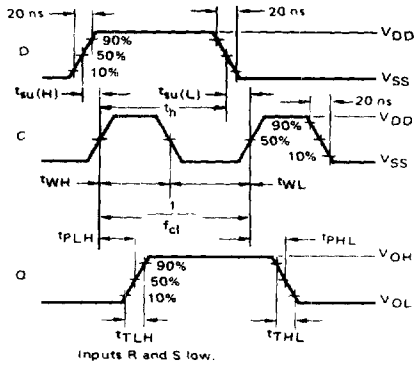 20 ns
20 ns
D
90%
50%
10%
VDD
VSS
tsu(H)
tsu(L)
th
20 ns
C
90%
50%
10%
VDD
VSS
tWH
tWL
1
fcl
tPLH
tPHL
Q
90%
50%
10%
VOH
VOL
tTLH
tTHL
Inputs R and S low.